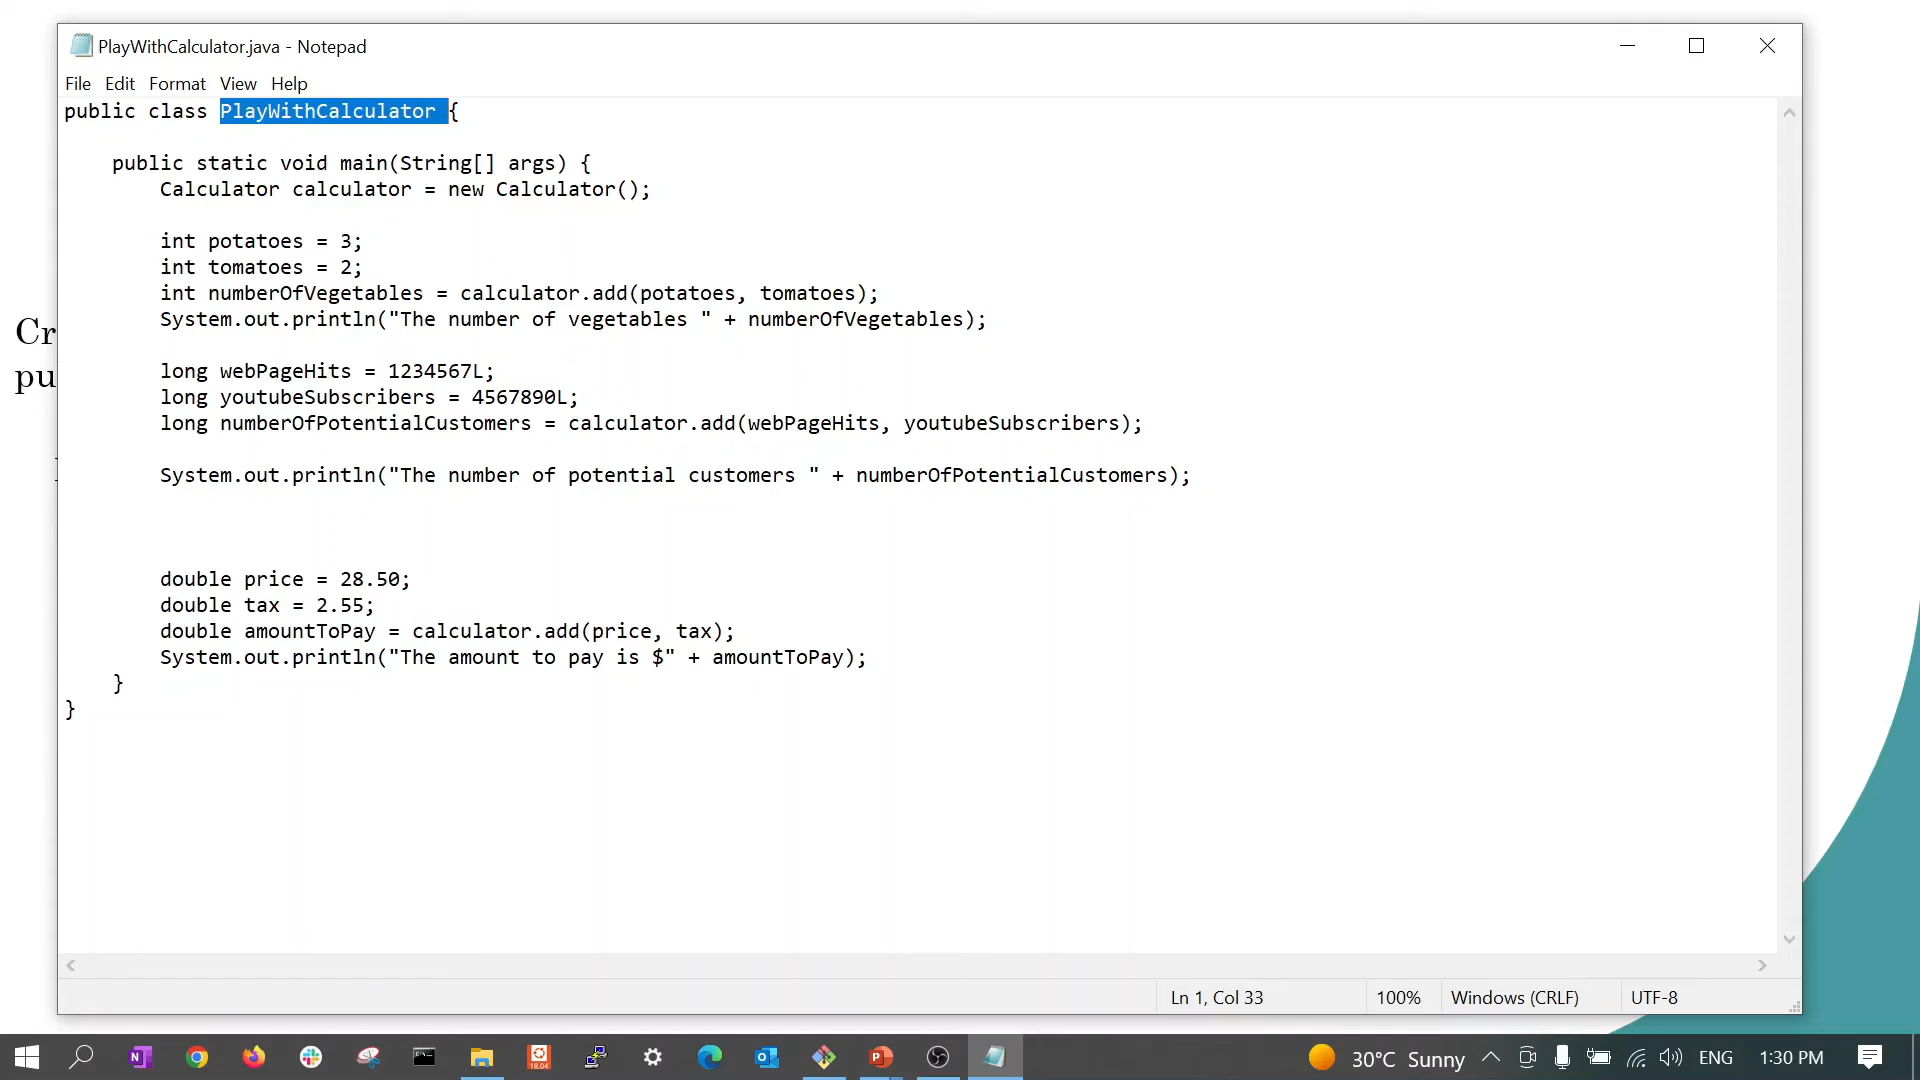 PlayWithCalculator.java - Notepad
File Edit Format View Help
public class PlayWithCalculator {
public static void main(String[] args) {
Calculator calculator = new Calculator();
int potatoes = 3;
int tomatoes = 2;
int numberOfVegetables = calculator.add(potatoes, tomatoes);
System.out.println("The number of vegetables " + numberOfVegetables);
Cr
long webPageHits = 1234567L;
pu
long youtubeSubscribers = 4567890L;
long numberOfPotentialCustomers = calculator.add(webPageHits, youtubeSubscribers);
System.out.println("The number of potential customers " + numberOfPotentialCustomers);
double price = 28.50;
double tax = 2.55;
double amountToPay = calculator.add(price, tax);
System.out.println("The amount to pay is $" + amountToPay);
}
}
Ln 1, Col 33 100% Windows (CRLF) UTF-8
N 18.04 P 30°C Sunny ENG 1:30 PM